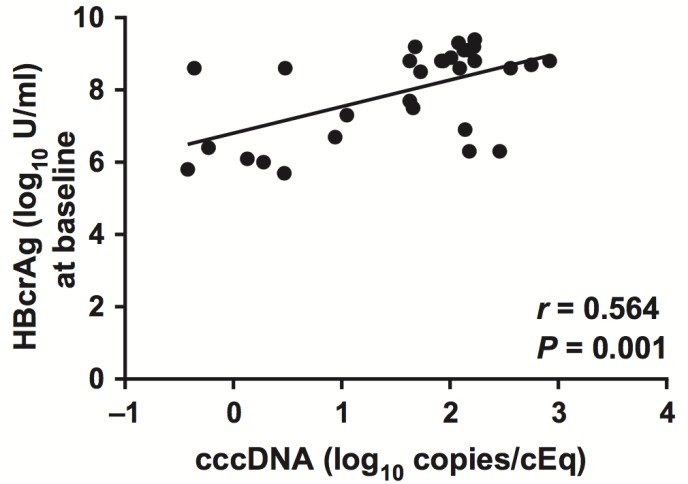 HBcrAg (log10 U/ml)
at baseline
10
8
6
4
2
0
r = 0.564
P = 0.001
–1 0 1 2 3 4
cccDNA (log10 copies/cEq)